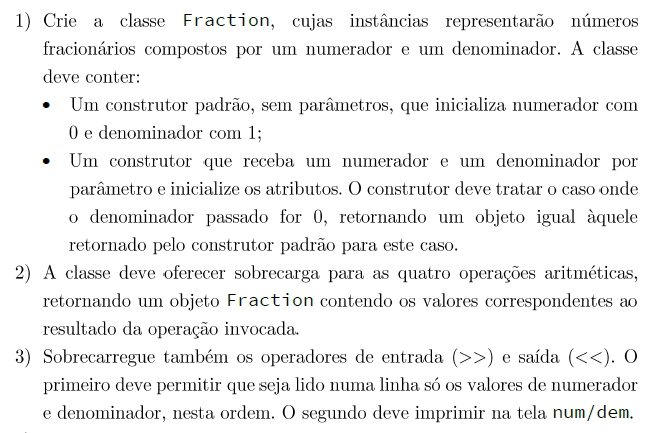 1) Crie a classe Fraction, cujas instâncias representarão números
fracionários compostos por um numerador e um denominador. A classe
deve conter:
• Um construtor padrão, sem parâmetros, que inicializa numerador com
0 e denominador com 1;
• Um construtor que receba um numerador e um denominador por
parâmetro e inicialize os atributos. O construtor deve tratar o caso onde
o denominador passado for 0, retornando um objeto igual àquele
retornado pelo construtor padrão para este caso.
2) A classe deve oferecer sobrecarga para as quatro operações aritméticas,
retornando um objeto Fraction contendo os valores correspondentes ao
resultado da operação invocada.
3) Sobrecarregue também os operadores de entrada (>>) e saída (<<). O
primeiro deve permitir que seja lido numa linha só os valores de numerador
e denominador, nesta ordem. O segundo deve imprimir na tela num/dem.